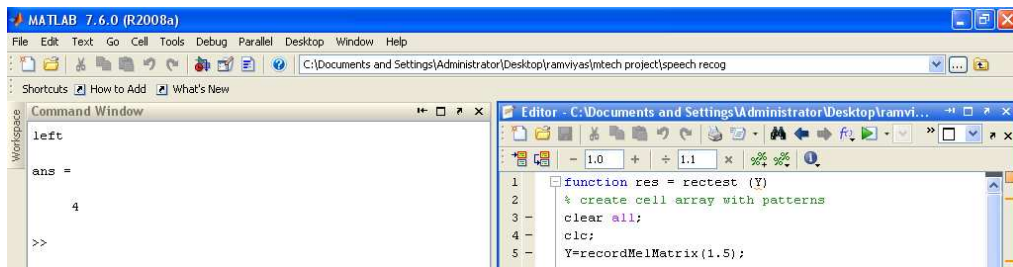 MATLAB 7.6.0 (R2008a)
File Edit Text Go Cell Tools Debug Parallel Desktop Window Help
C:\Documents and Settings\Administrator\Desktop\ramviyas\mtech project\speech recog
Shortcuts How to Add What's New
Workspace
Command Window
left
ans =
4
>>
Editor - C:\Documents and Settings\Administrator\Desktop\ramvi...
- 1.0 + ÷ 1.1 ×
1 function res = rectest (Y)
2 % create cell array with patterns
3 - clear all;
4 - clc;
5 - Y=recordMelMatrix(1.5);